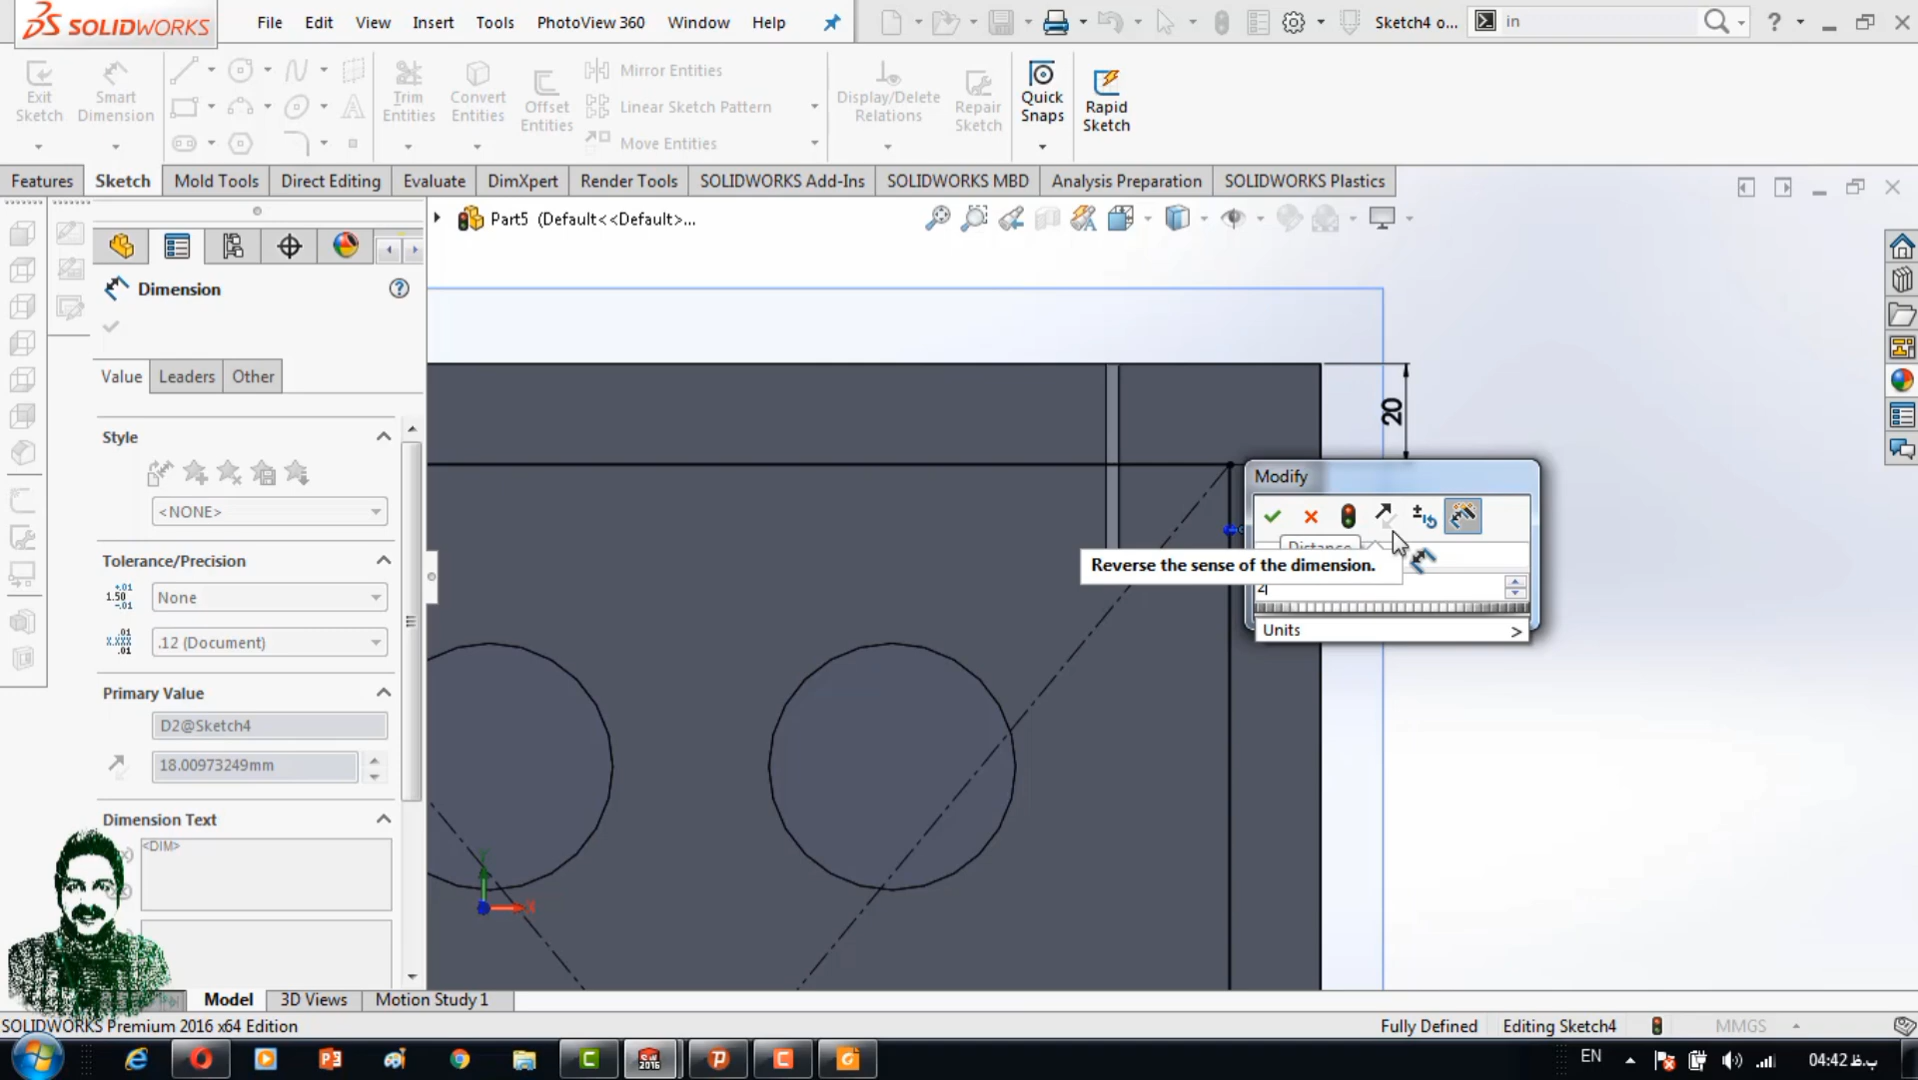 SOLIDWORKS
File Edit View Insert Tools PhotoView 360 Window Help
Sketch4 o...
in
Exit Sketch
Smart Dimension
Trim Entities
Convert Entities
Offset Entities
Mirror Entities
Linear Sketch Pattern
Move Entities
Display/Delete Relations
Repair Sketch
Quick Snaps
Rapid Sketch
Features Sketch Mold Tools Direct Editing Evaluate DimXpert Render Tools SOLIDWORKS Add-Ins SOLIDWORKS MBD Analysis Preparation SOLIDWORKS Plastics
Part5 (Default<<Default>...
Dimension
Value Leaders Other
Style
<NONE>
Tolerance/Precision
None
.12 (Document)
Primary Value
D2@Sketch4
18.00973249mm
Dimension Text
<DIM>
20
Modify
Distance
Reverse the sense of the dimension.
Units >
Model 3D Views Motion Study 1
SOLIDWORKS Premium 2016 x64 Edition
Fully Defined Editing Sketch4 MMGS
EN
04:42 ب.ظ